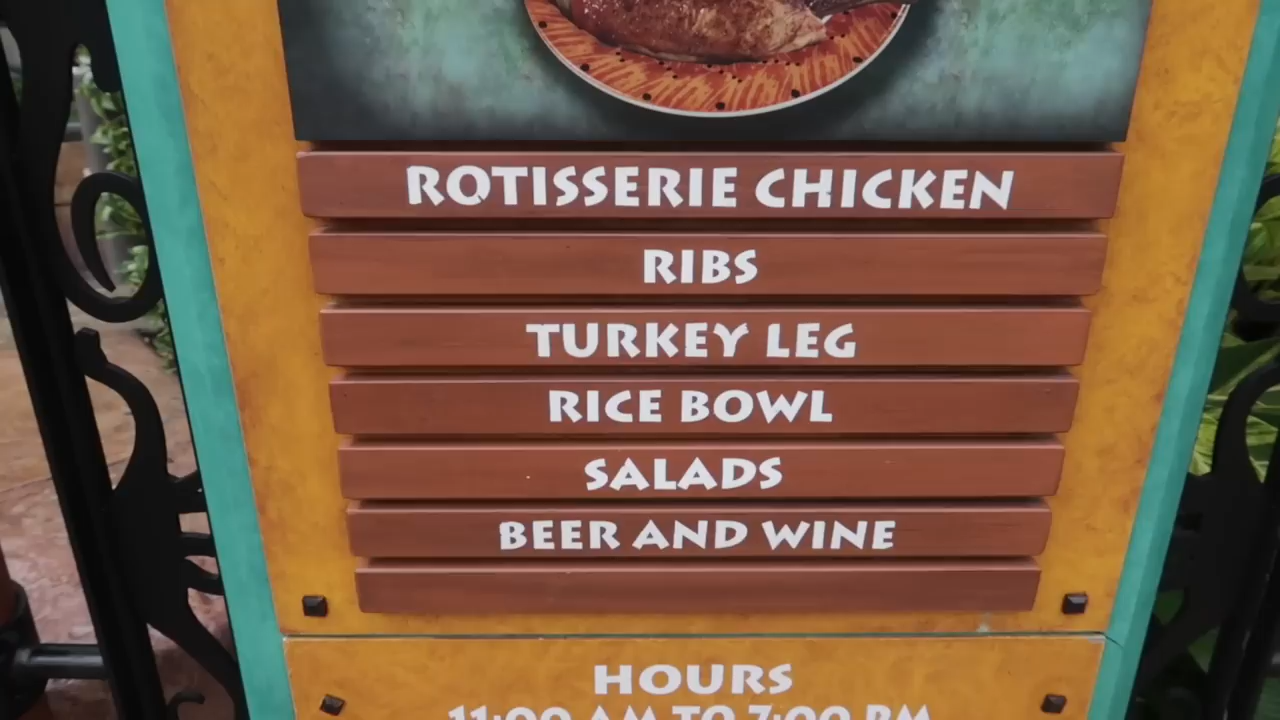 ROTISSERIE CHICKEN
RIBS
TURKEY LEG
RICE BOWL
SALADS
BEER AND WINE
HOURS
11:00 AM TO 7:00 PM